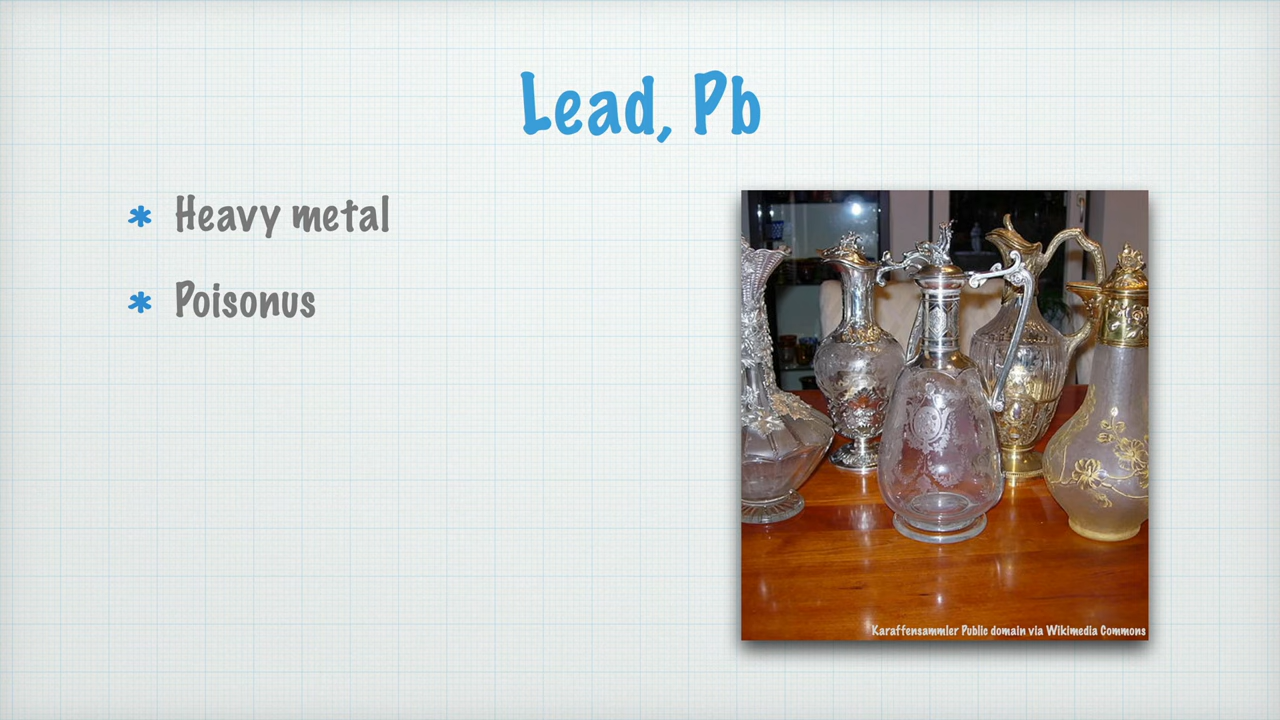 Lead, Pb
* Heavy metal
* Poisonus
Karaffensammler Public domain via Wikimedia Commons